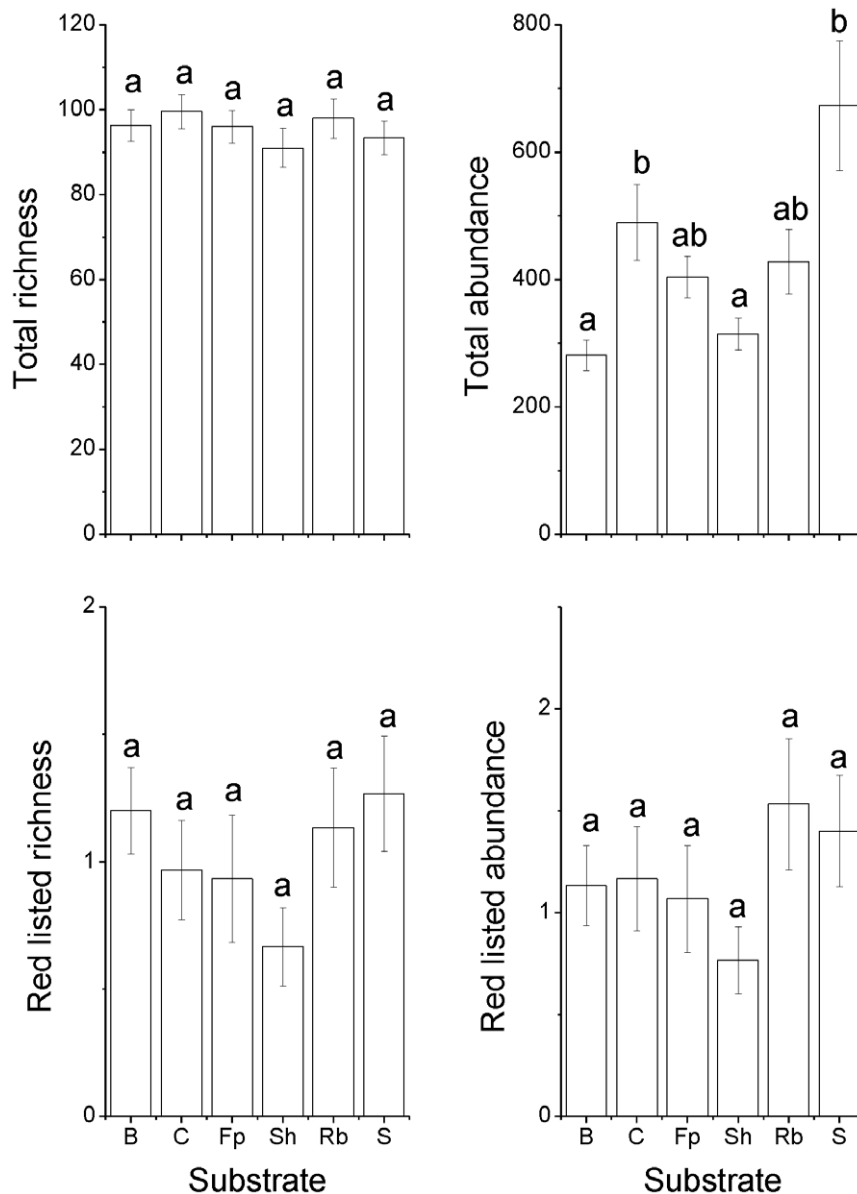 Total richness
120
100
80
60
40
20
0
a a a a a a
Total abundance
800
600
400
200
0
a b ab a ab b
Red listed richness
2
1
0
a a a a a a
B C Fp Sh Rb S
Substrate
Red listed abundance
2
1
0
a a a a a a
B C Fp Sh Rb S
Substrate